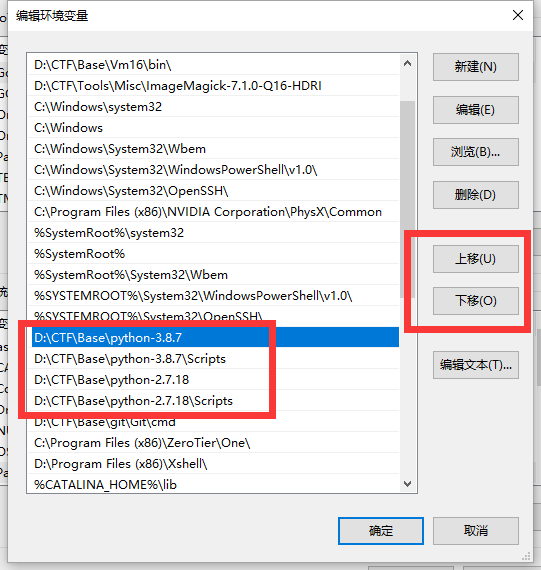 编辑环境变量
D:\CTF\Base\Vm16\bin\
D:\CTF\Tools\Misc\ImageMagick-7.1.0-Q16-HDRI
C:\Windows\system32
C:\Windows
C:\Windows\System32\Wbem
C:\Windows\System32\WindowsPowerShell\v1.0\
C:\Windows\System32\OpenSSH\
C:\Program Files (x86)\NVIDIA Corporation\PhysX\Common
%SystemRoot%\system32
%SystemRoot%
%SystemRoot%\System32\Wbem
%SYSTEMROOT%\System32\WindowsPowerShell\v1.0\
%SYSTEMROOT%\System32\OpenSSH\
D:\CTF\Base\python-3.8.7
D:\CTF\Base\python-3.8.7\Scripts
D:\CTF\Base\python-2.7.18
D:\CTF\Base\python-2.7.18\Scripts
D:\CTF\Base\git\Git\cmd
C:\Program Files (x86)\ZeroTier\One\
D:\Program Files (x86)\Xshell\
%CATALINA_HOME%\lib
新建(N)
编辑(E)
浏览(B)...
删除(D)
上移(U)
下移(O)
编辑文本(T)...
确定
取消